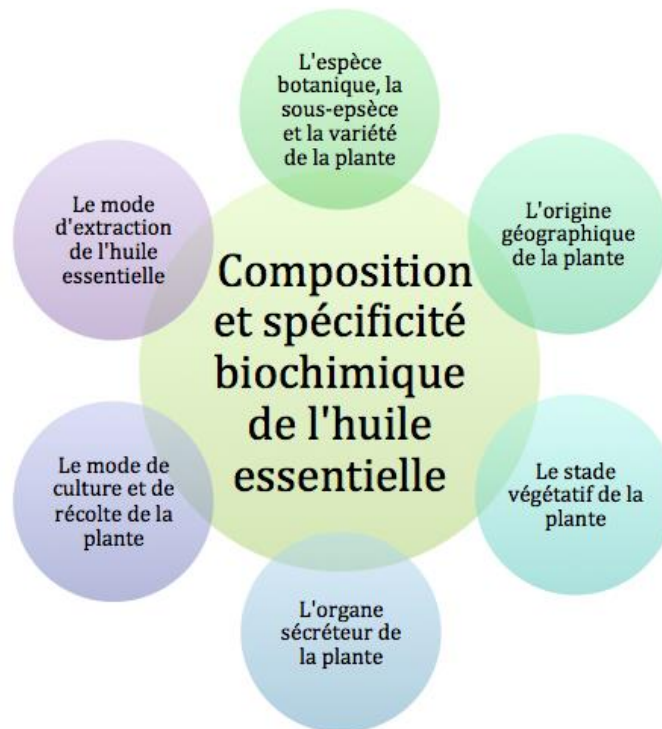 L'espèce
botanique, la
sous-epsèce
et la variété
de la plante
L'origine
géographique
de la plante
Le stade
végétatif de la
plante
L'organe
sécréteur de
la plante
Le mode de
culture et de
récolte de la
plante
Le mode
d'extraction
de l'huile
essentielle
Composition
et spécificité
biochimique
de l'huile
essentielle